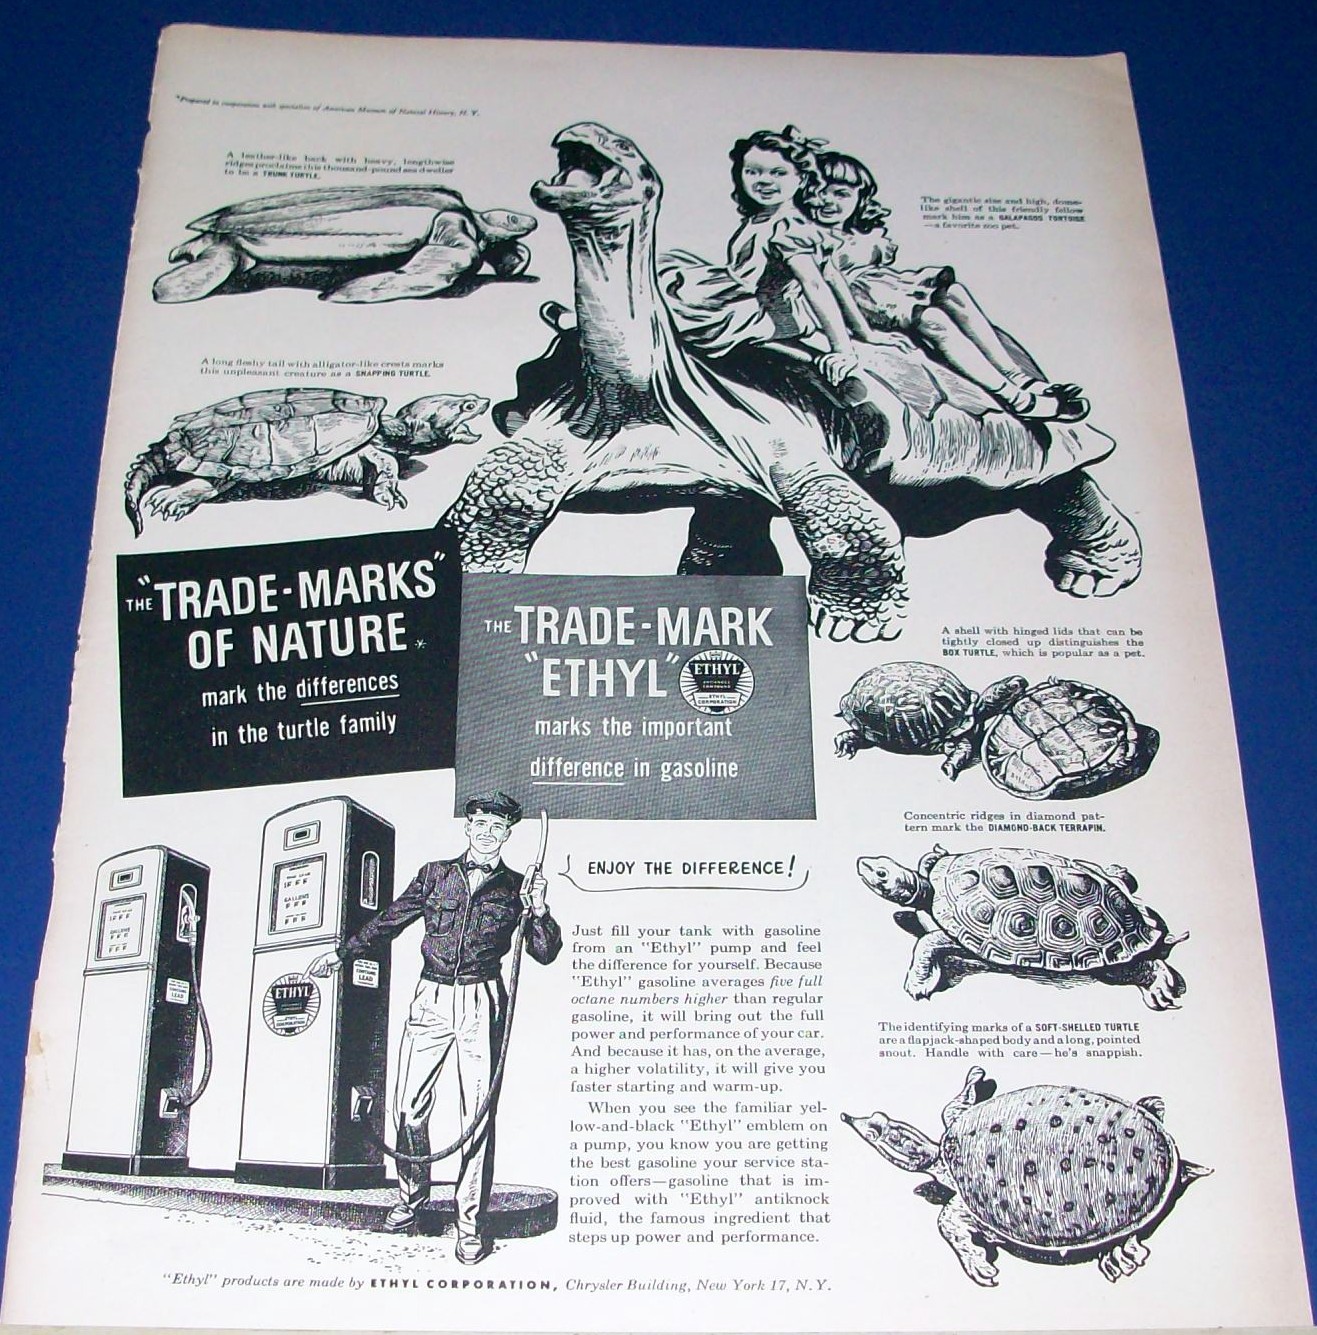 *Prepared in cooperation with specialists of American Museum of Natural History, N. Y.
A leather-like back with heavy, lengthwise
ridges proclaims this thousand-pound sea dweller
to be a TRUNK TURTLE.
The gigantic size and high, dome-
like shell of this friendly fellow
mark him as a GALAPAGOS TORTOISE
—a favorite zoo pet.
A long fleshy tail with alligator-like crests marks
this unpleasant creature as a SNAPPING TURTLE.
THE "TRADE-MARKS"
OF NATURE*
mark the differences
in the turtle family
THE TRADE-MARK
"ETHYL"
ETHYL
ANTIKNOCK
COMPOUND
ETHYL
CORPORATION
marks the important
difference in gasoline
A shell with hinged lids that can be
tightly closed up distinguishes the
BOX TURTLE, which is popular as a pet.
Concentric ridges in diamond pat-
tern mark the DIAMOND-BACK TERRAPIN.
ENJOY THE DIFFERENCE!
GALLONS
GALLONS
LEAD
CONTAINS
LEAD
ETHYL
ETHYL
CORPORATION
Just fill your tank with gasoline
from an "Ethyl" pump and feel
the difference for yourself. Because
"Ethyl" gasoline averages five full
octane numbers higher than regular
gasoline, it will bring out the full
power and performance of your car.
And because it has, on the average,
a higher volatility, it will give you
faster starting and warm-up.
When you see the familiar yel-
low-and-black "Ethyl" emblem on
a pump, you know you are getting
the best gasoline your service sta-
tion offers—gasoline that is im-
proved with "Ethyl" antiknock
fluid, the famous ingredient that
steps up power and performance.
The identifying marks of a SOFT-SHELLED TURTLE
are a flapjack-shaped body and a long, pointed
snout. Handle with care—he's snappish.
"Ethyl" products are made by ETHYL CORPORATION, Chrysler Building, New York 17, N. Y.